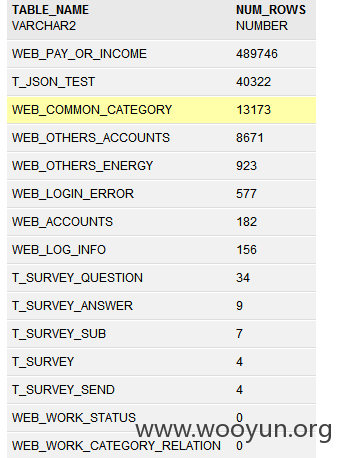 TABLE_NAME NUM_ROWS
VARCHAR2 NUMBER
WEB_PAY_OR_INCOME 489746
T_JSON_TEST 40322
WEB_COMMON_CATEGORY 13173
WEB_OTHERS_ACCOUNTS 8671
WEB_OTHERS_ENERGY 923
WEB_LOGIN_ERROR 577
WEB_ACCOUNTS 182
WEB_LOG_INFO 156
T_SURVEY_QUESTION 34
T_SURVEY_ANSWER 9
T_SURVEY_SUB 7
T_SURVEY 4
T_SURVEY_SEND 4
WEB_WORK_STATUS 0
www.wooyun.org
WEB_WORK_CATEGORY_RELATION 0